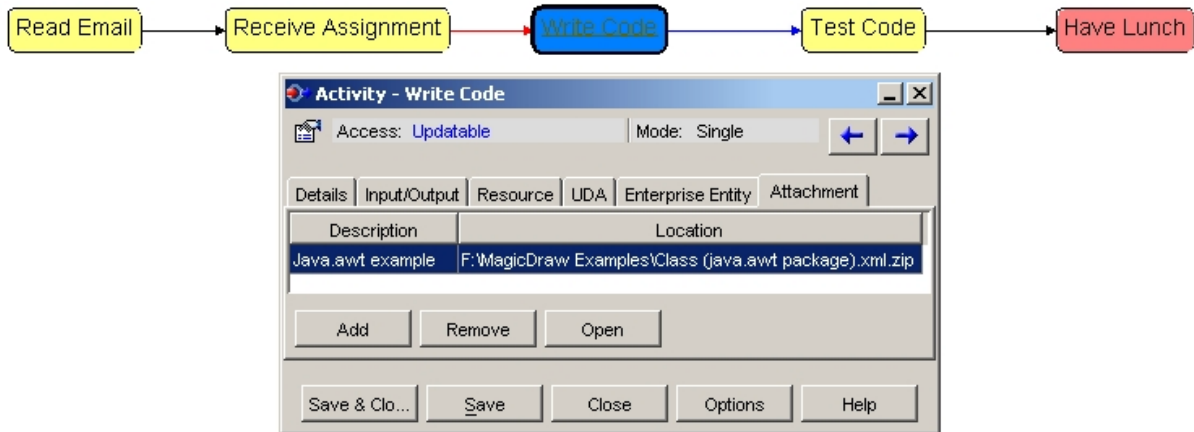 Read Email Receive Assignment Write Code Test Code Have Lunch
Activity - Write Code
Access: Updatable Mode: Single
Details Input/Output Resource UDA Enterprise Entity Attachment
Description Location
Java.awt example F:\MagicDraw Examples\Class (java.awt package).xml.zip
Add Remove Open
Save & Clo... Save Close Options Help